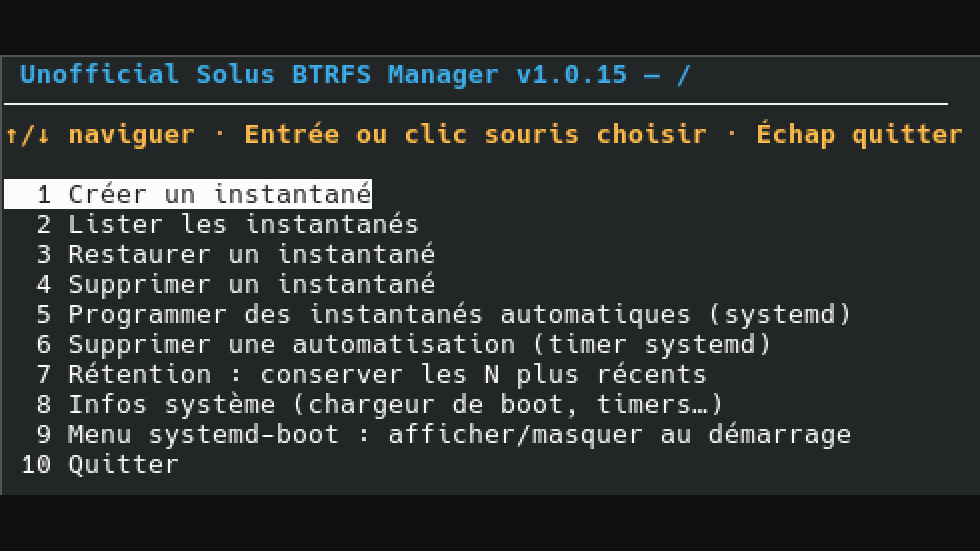 Unofficial Solus BTRFS Manager v1.0.15 — /
↑/↓ naviguer · Entrée ou clic souris choisir · Échap quitter
1 Créer un instantané
2 Lister les instantanés
3 Restaurer un instantané
4 Supprimer un instantané
5 Programmer des instantanés automatiques (systemd)
6 Supprimer une automatisation (timer systemd)
7 Rétention : conserver les N plus récents
8 Infos système (chargeur de boot, timers…)
9 Menu systemd-boot : afficher/masquer au démarrage
10 Quitter